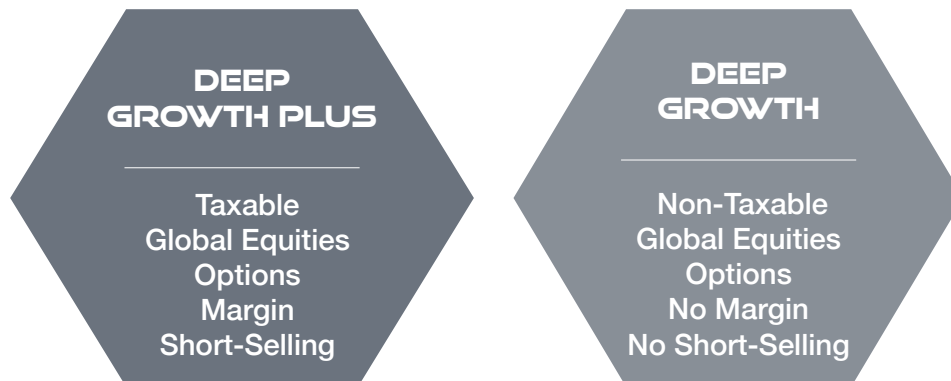 DEEP
GROWTH PLUS
Taxable
Global Equities
Options
Margin
Short-Selling
DEEP
GROWTH
Non-Taxable
Global Equities
Options
No Margin
No Short-Selling